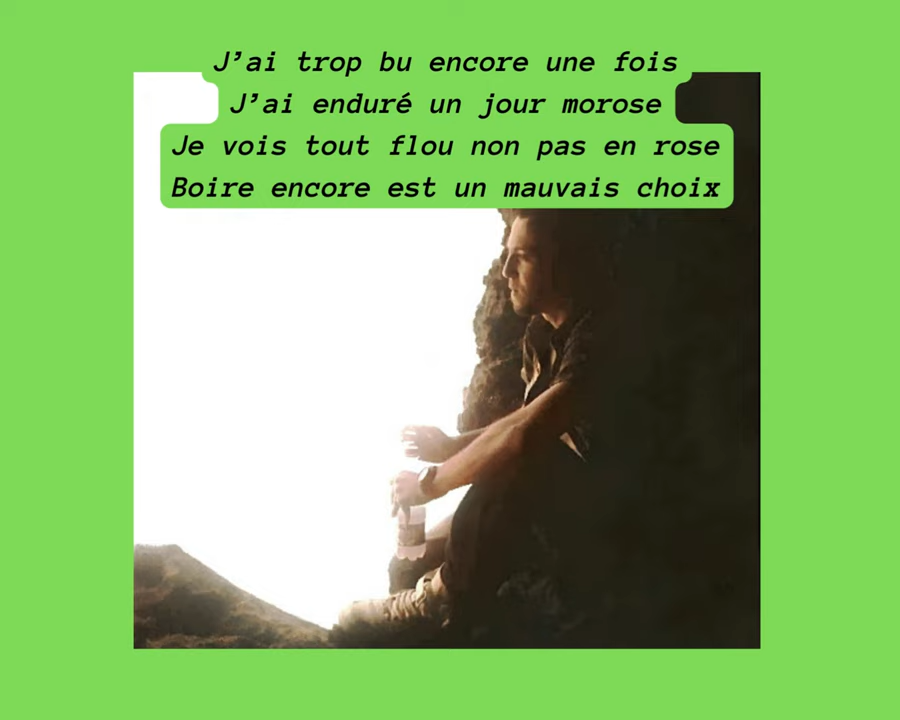 J’ai trop bu encore une fois
J’ai enduré un jour morose
Je vois tout flou non pas en rose
Boire encore est un mauvais choix